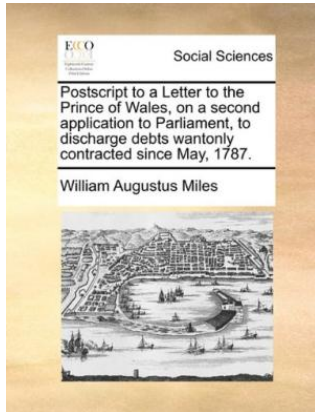 ECCO
Social Sciences
Postscript to a Letter to the
Prince of Wales, on a second
application to Parliament, to
discharge debts wantonly
contracted since May, 1787.
William Augustus Miles